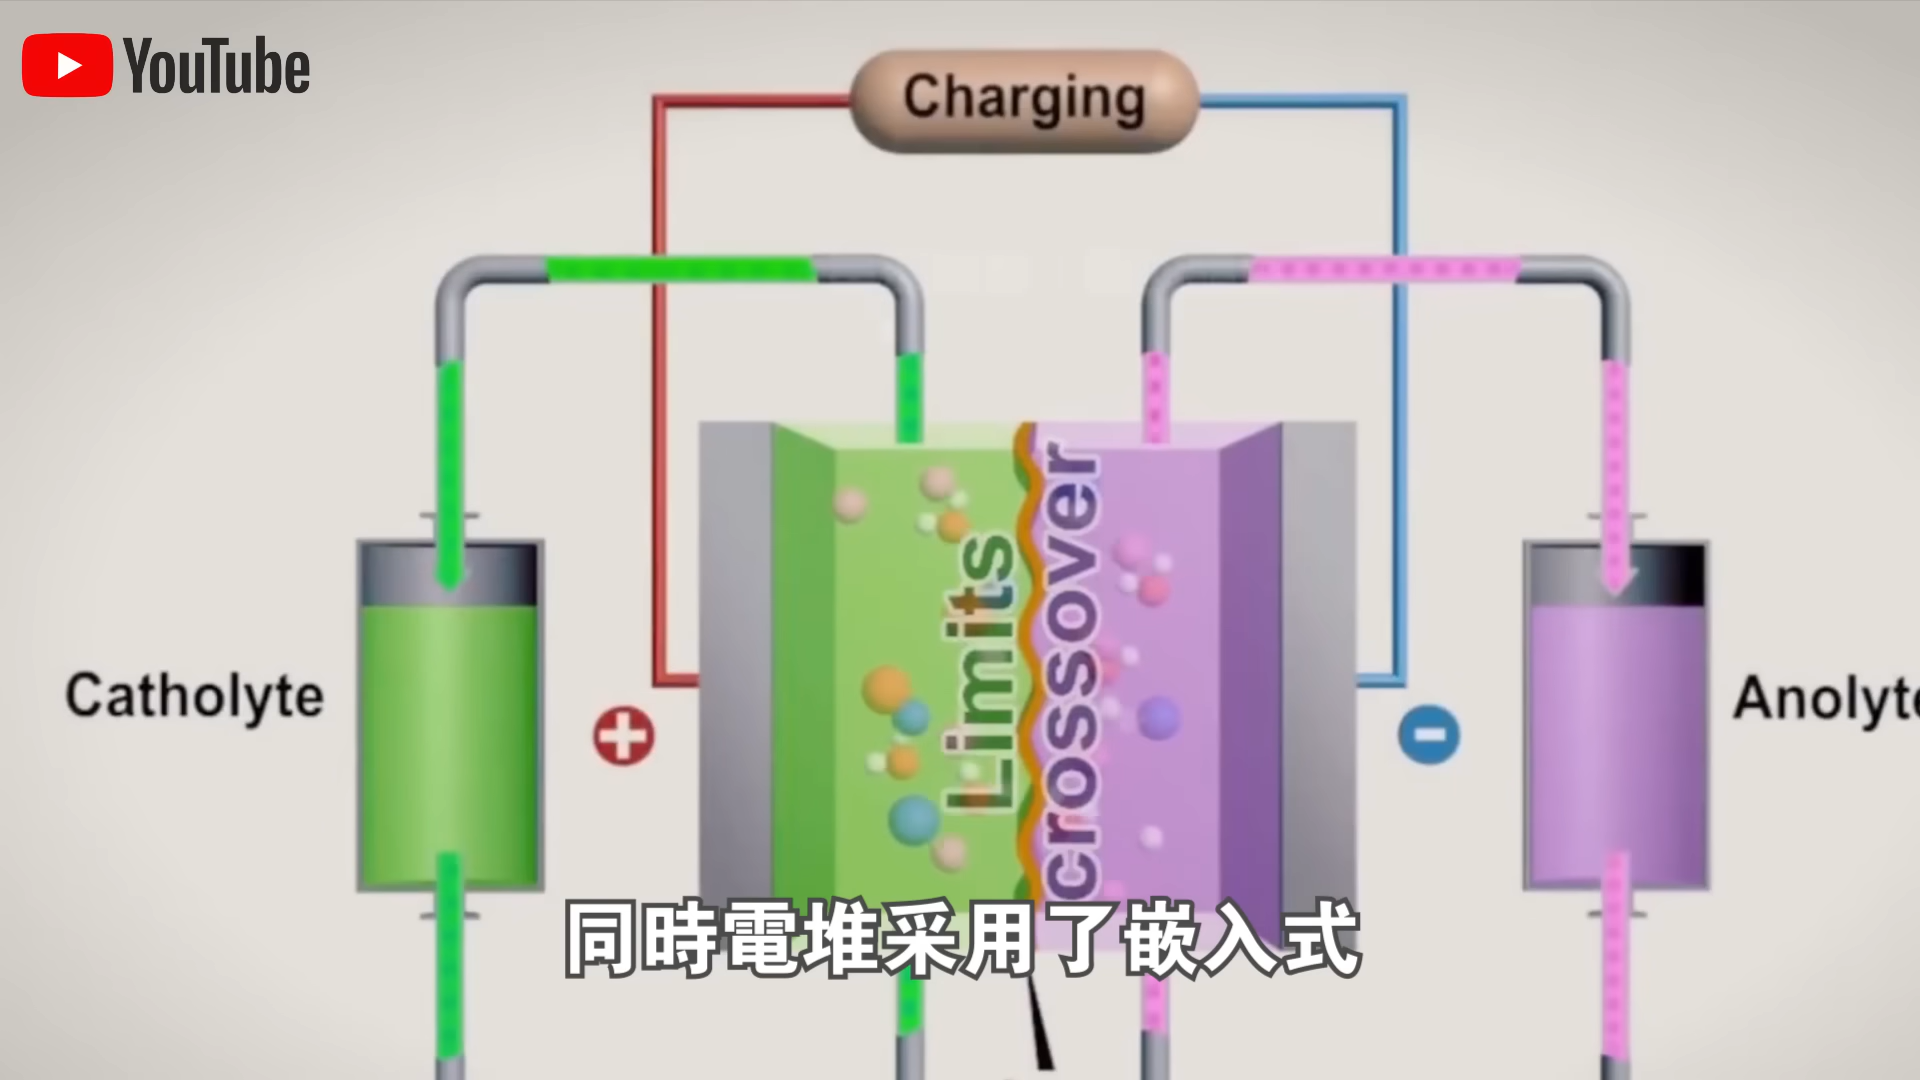 YouTube
Charging
Catholyte
Limits
crossover
Anolyte
同時電堆采用了嵌入式